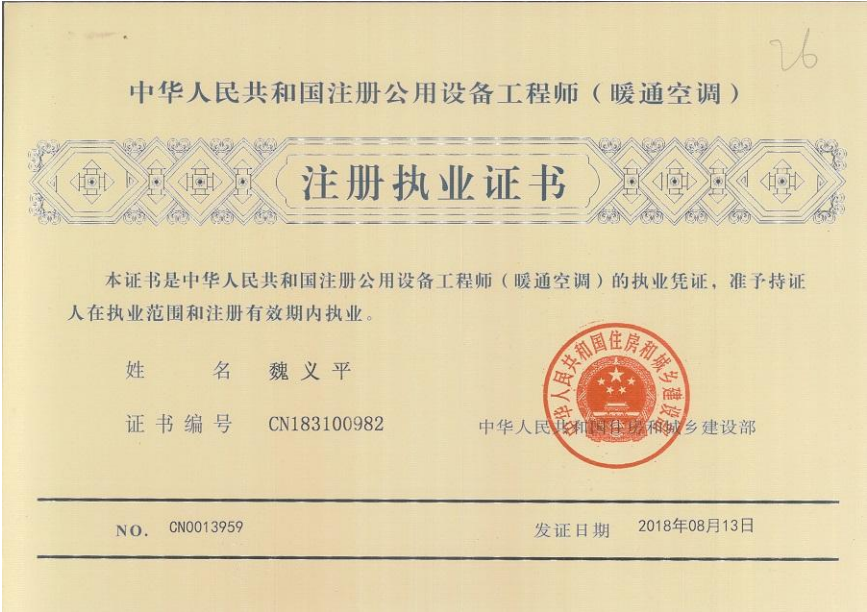 26
中华人民共和国注册公用设备工程师（暖通空调）
注册执业证书
本证书是中华人民共和国注册公用设备工程师（暖通空调）的执业凭证，准予持证
人在执业范围和注册有效期内执业。
姓 名 魏义平
证书编号 CN183100982
中华人民共和国住房和城乡建设部
中华人民共和国住房和城乡建设部
NO. CN0013959 发证日期 2018年08月13日